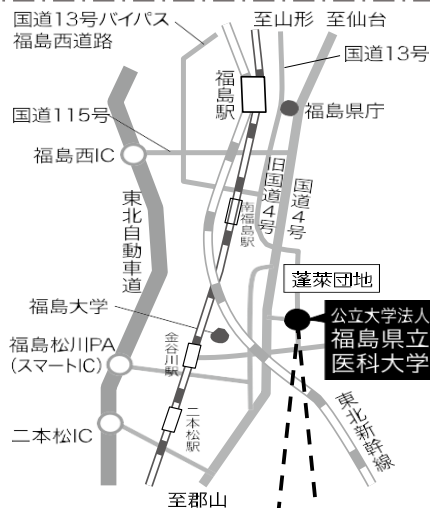 国道13号バイパス
福島西道路
至山形
至仙台
国道13号
福島駅
国道115号
福島県庁
福島西IC
東北自動車道
南福島駅
旧国道4号
国道4号
蓬莱団地
福島大学
公立大学法人
福島県立
医科大学
金谷川駅
福島松川PA
(スマートIC)
二本松IC
二本松駅
東北新幹線
至郡山